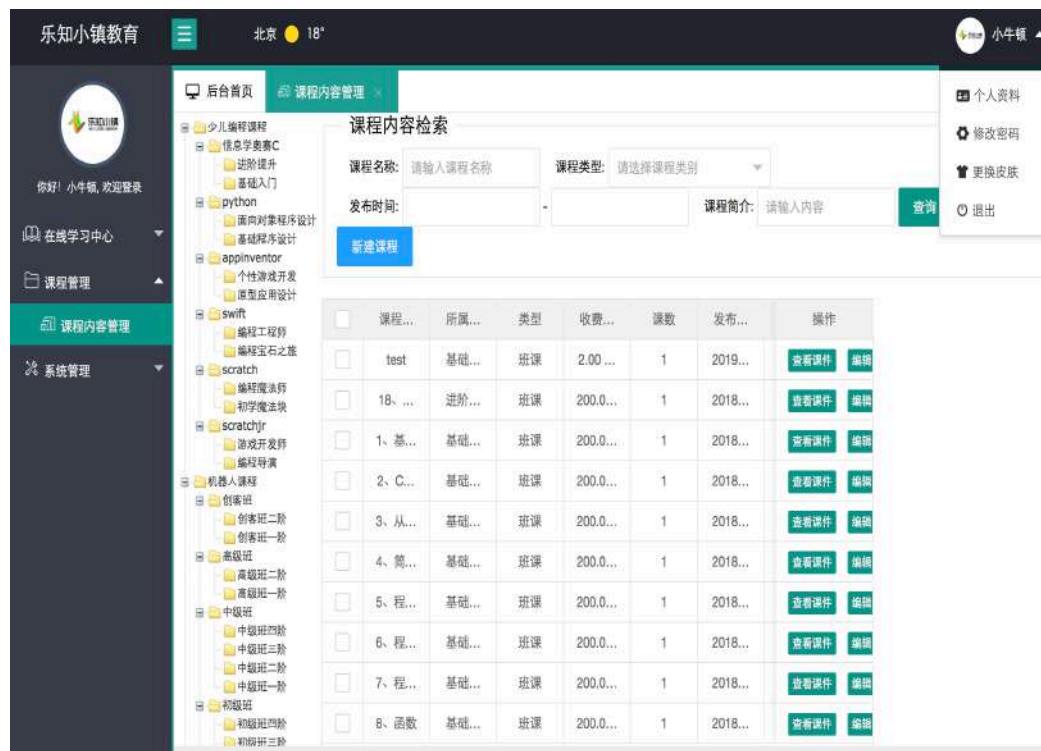 乐知小镇教育
北京 18°
小牛顿
个人资料
修改密码
更换皮肤
退出
乐知小镇
你好！小牛顿, 欢迎登录
在线学习中心
课程管理
课程内容管理
系统管理
后台首页
课程内容管理
少儿编程课程
信息学奥赛C
进阶提升
基础入门
python
面向对象程序设计
基础程序设计
appinventor
个性游戏开发
原型应用设计
swift
编程工程师
编程宝石之旅
scratch
编程魔法师
初学魔法块
scratchjr
游戏开发师
编程导演
机器人课程
创客班
创客班二阶
创客班一阶
高级班
高级班二阶
高级班一阶
中级班
中级班四阶
中级班三阶
中级班二阶
中级班一阶
初级班
初级班四阶
初级班三阶
课程内容检索
课程名称: 请输入课程名称 课程类型: 请选择课程类别
发布时间: - 课程简介: 请输入内容 查询
新建课程
课程... 所属... 类型 收费... 课数 发布... 操作
test 基础... 班课 2.00 ... 1 2019... 查看课件 编辑
18、... 进阶... 班课 200.0... 1 2018... 查看课件 编辑
1、基... 基础... 班课 200.0... 1 2018... 查看课件 编辑
2、C... 基础... 班课 200.0... 1 2018... 查看课件 编辑
3、从... 基础... 班课 200.0... 1 2018... 查看课件 编辑
4、简... 基础... 班课 200.0... 1 2018... 查看课件 编辑
5、程... 基础... 班课 200.0... 1 2018... 查看课件 编辑
6、程... 基础... 班课 200.0... 1 2018... 查看课件 编辑
7、程... 基础... 班课 200.0... 1 2018... 查看课件 编辑
8、函数 基础... 班课 200.0... 1 2018... 查看课件 编辑